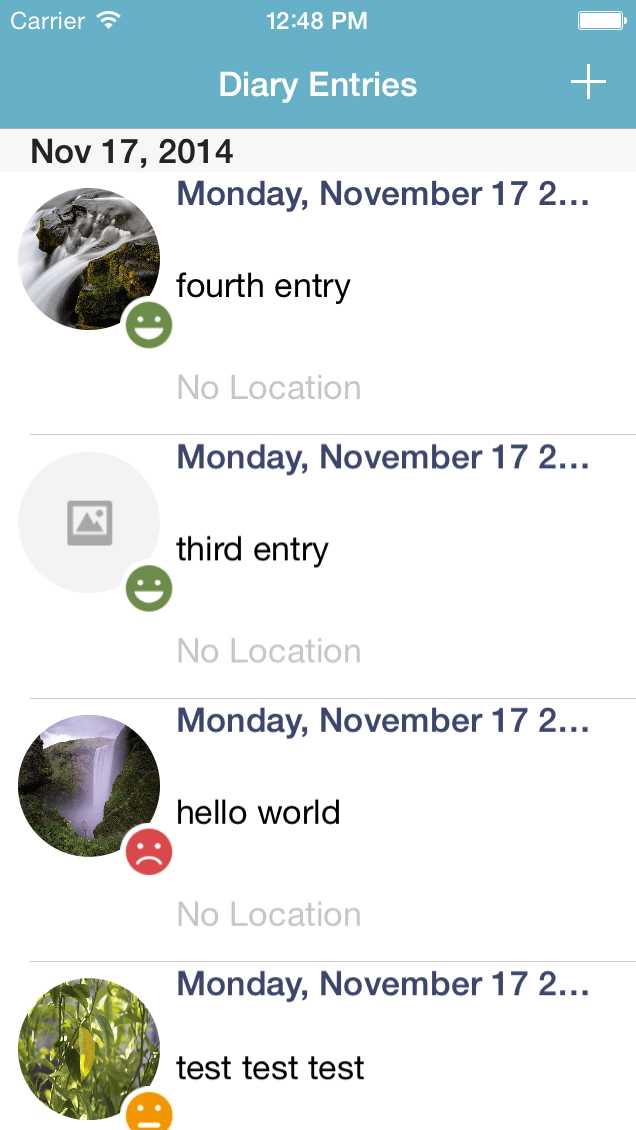 Carrier 12:48 PM
Diary Entries
Nov 17, 2014
Monday, November 17 2...
fourth entry
No Location
Monday, November 17 2...
third entry
No Location
Monday, November 17 2...
hello world
No Location
Monday, November 17 2...
test test test